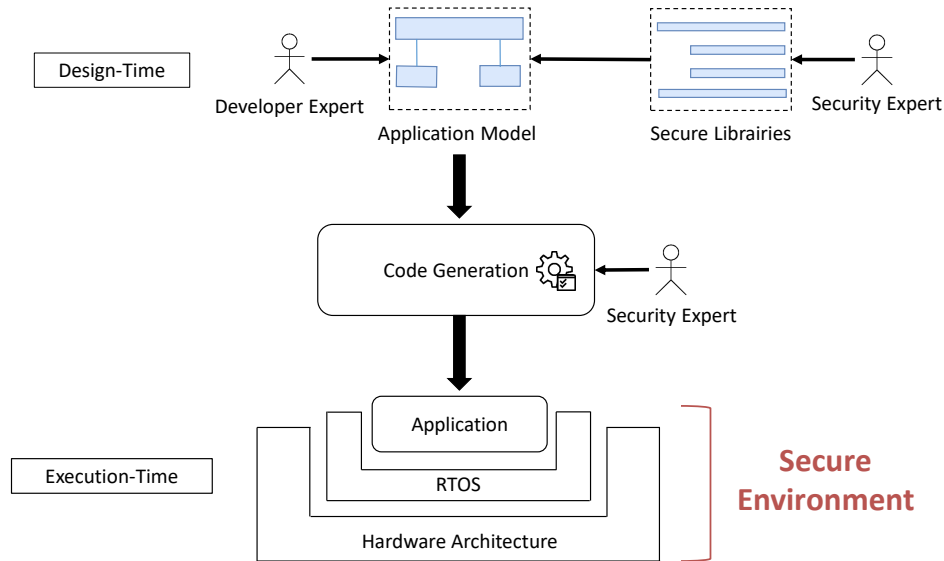 Design-Time
Developer Expert
Application Model
Secure Librairies
Security Expert
Code Generation
Security Expert
Application
RTOS
Hardware Architecture
Execution-Time
Secure
Environment